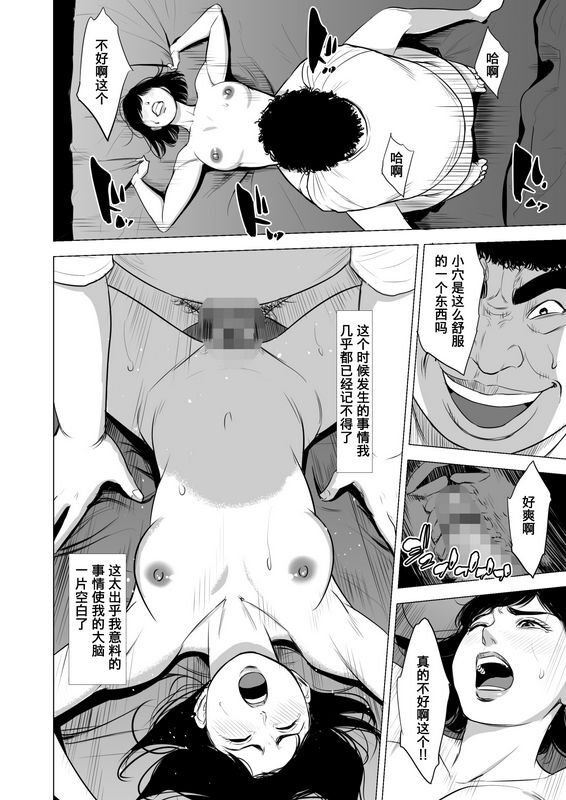 哈啊
哈啊
不好啊这个
小穴是这么舒服
的一个东西吗
这个时候发生的事情我
几乎都已经记不得了
好爽啊
真的不好啊这个!!
这太出乎我意料的
事情使我的大脑
一片空白了